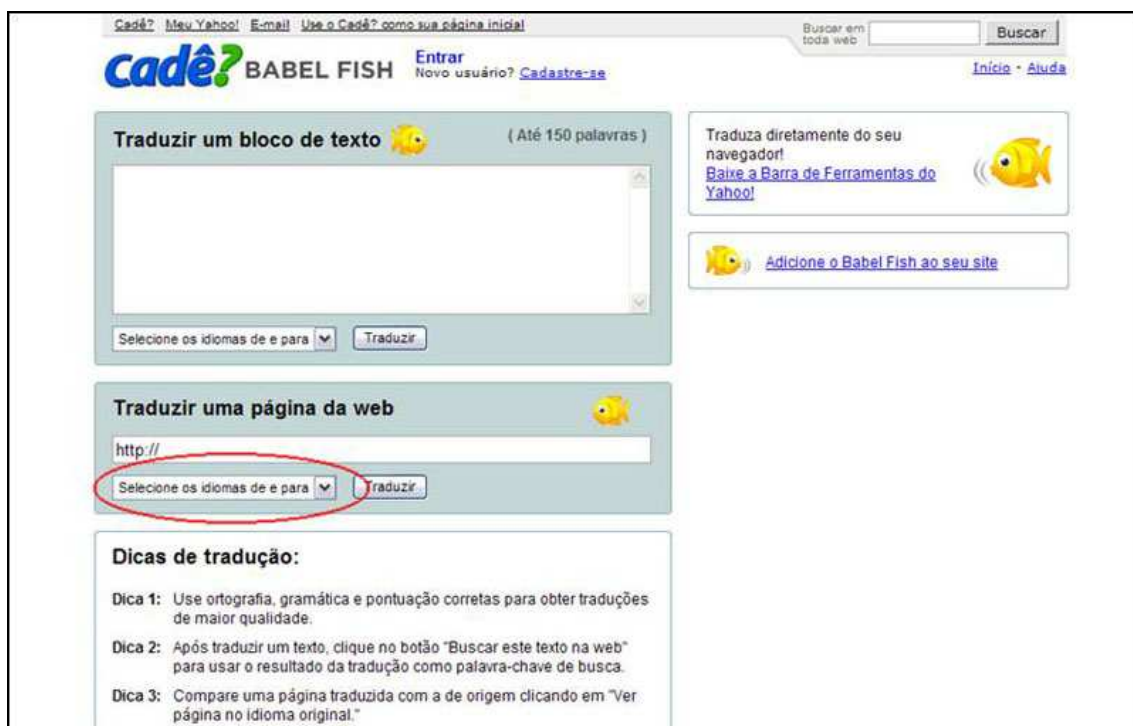 Cadê? Meu Yahoo! E-mail Use o Cadê? como sua página inicial
Buscar em
toda web
Buscar
Cadê? BABEL FISH
Entrar
Novo usuário? Cadastre-se
Início - Ajuda
Traduzir um bloco de texto
( Até 150 palavras )
Selecione os idiomas de e para
Traduzir
Traduzir uma página da web
http://
Selecione os idiomas de e para
Traduzir
Dicas de tradução:
Dica 1: Use ortografia, gramática e pontuação corretas para obter traduções
de maior qualidade.
Dica 2: Após traduzir um texto, clique no botão "Buscar este texto na web"
para usar o resultado da tradução como palavra-chave de busca.
Dica 3: Compare uma página traduzida com a de origem clicando em "Ver
página no idioma original."
Traduza diretamente do seu
navegador!
Baixe a Barra de Ferramentas do
Yahoo!
Adicione o Babel Fish ao seu site